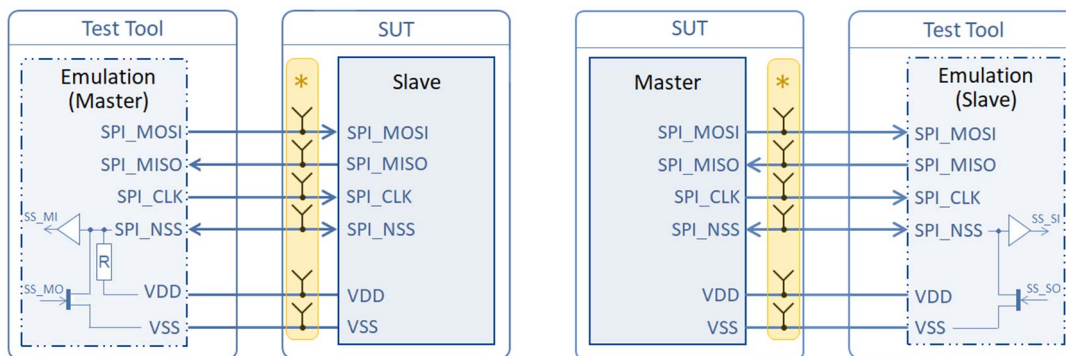 Test Tool
SUT
Emulation
(Master)
*
Slave
SPI_MOSI
SPI_MOSI
SPI_MISO
SPI_MISO
SPI_CLK
SPI_CLK
SS_MI
SPI_NSS
SPI_NSS
R
SS_MO
VDD
VDD
VSS
VSS
SUT
Test Tool
Master
*
Emulation
(Slave)
SPI_MOSI
SPI_MOSI
SPI_MISO
SPI_MISO
SPI_CLK
SPI_CLK
SPI_NSS
SPI_NSS
SS_SI
VDD
VDD
SS_SO
VSS
VSS